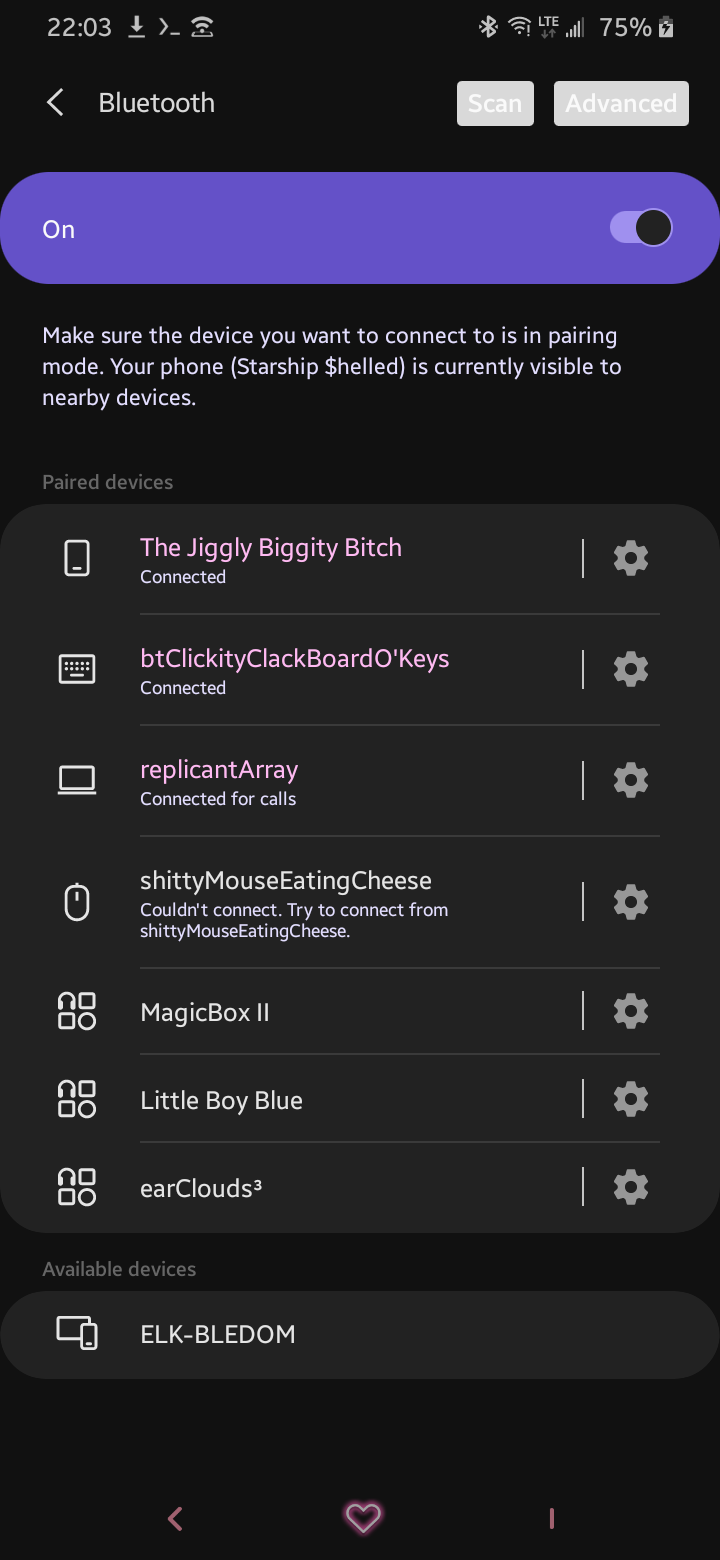 22:03
LTE
75%
Bluetooth
Scan
Advanced
On
Make sure the device you want to connect to is in pairing
mode. Your phone (Starship $helled) is currently visible to
nearby devices.
Paired devices
The Jiggly Biggity Bitch
Connected
btClickityClackBoardO'Keys
Connected
replicantArray
Connected for calls
shittyMouseEatingCheese
Couldn't connect. Try to connect from
shittyMouseEatingCheese.
MagicBox II
Little Boy Blue
earClouds³
Available devices
ELK-BLEDOM